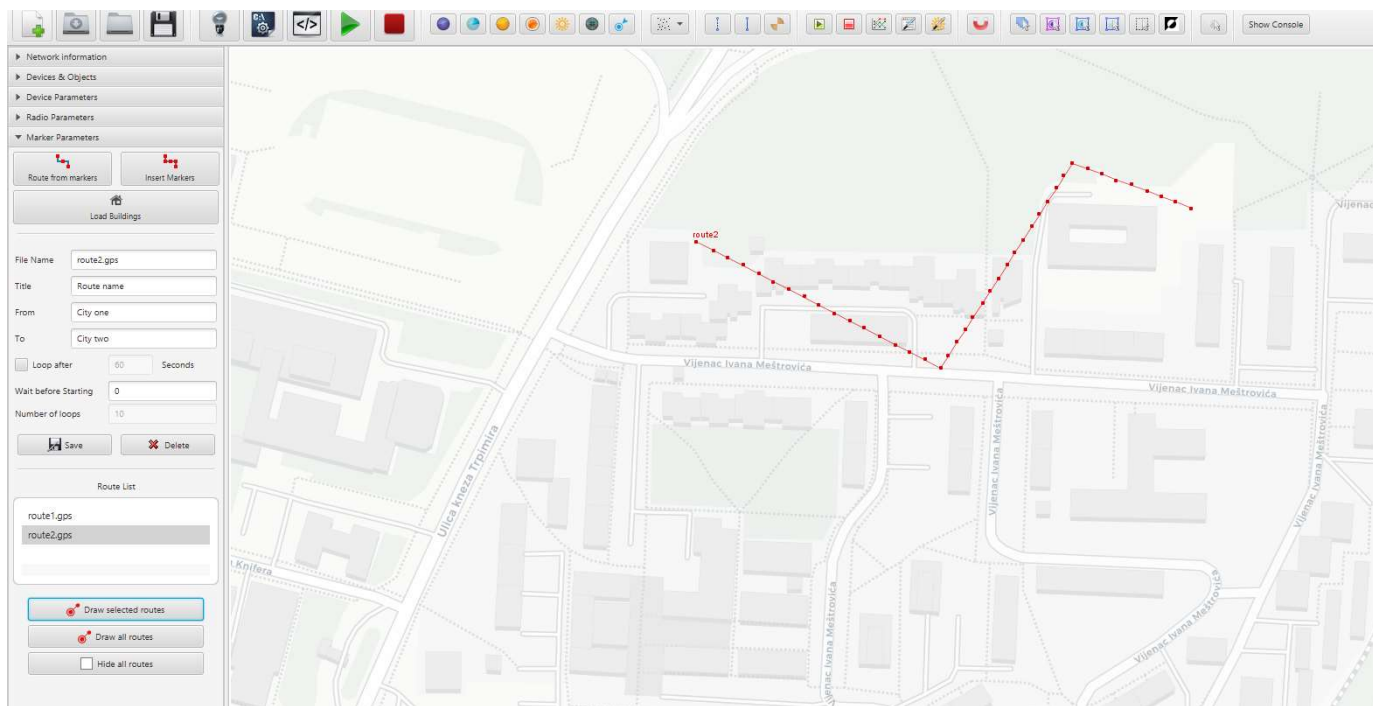 C:\
</>
Show Console
Network information
Devices & Objects
Device Parameters
Radio Parameters
Marker Parameters
Route from markers
Insert Markers
Load Buildings
File Name
route2.gps
Title
Route name
From
City one
To
City two
Loop after
60
Seconds
Wait before Starting
0
Number of loops
10
Save
Delete
Route List
route1.gps
route2.gps
Draw selected routes
Draw all routes
Hide all routes
route2
Vijenac
Vijenac Ivana Meštrovića
Vijenac Ivana Meštrovića
Ulica kneza Trpimira
Vijenac Ivana Meštrovića
Vijenac Ivana Meštrovića
Knifera
Vijenac Ivana Meštrovića
Vijenac Ivana Meštrovića